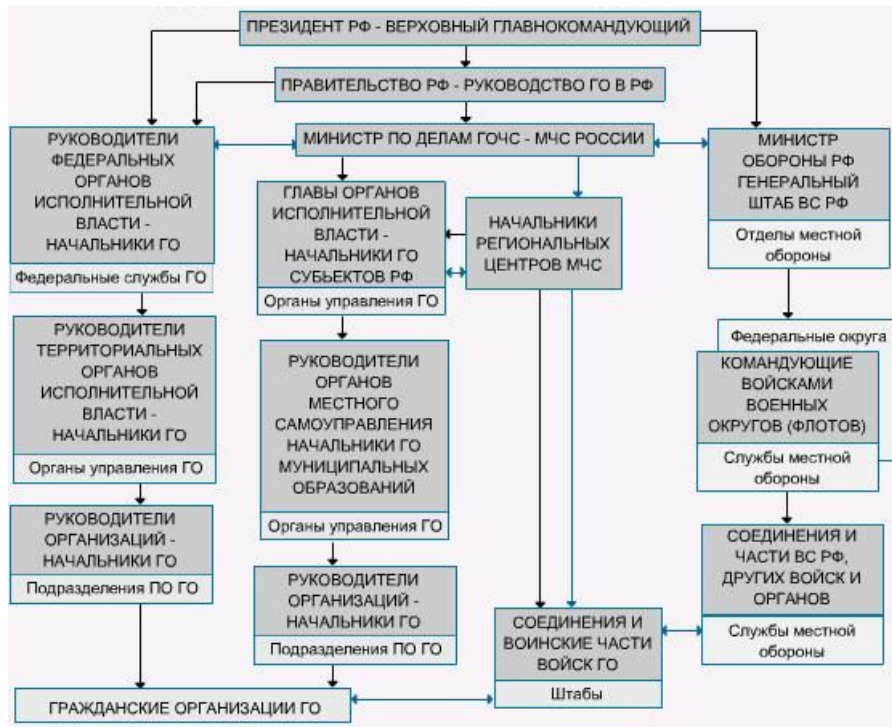 ПРЕЗИДЕНТ РФ - ВЕРХОВНЫЙ ГЛАВНОКОМАНДУЮЩИЙ
ПРАВИТЕЛЬСТВО РФ - РУКОВОДСТВО ГО В РФ
РУКОВОДИТЕЛИ
ФЕДЕРАЛЬНЫХ
ОРГАНОВ
ИСПОЛНИТЕЛЬНОЙ
ВЛАСТИ -
НАЧАЛЬНИКИ ГО
Федеральные службы ГО
МИНИСТР ПО ДЕЛАМ ГОЧС - МЧС РОССИИ
МИНИСТР
ОБОРОНЫ РФ
ГЕНЕРАЛЬНЫЙ
ШТАБ ВС РФ
Отделы местной
обороны
ГЛАВЫ ОРГАНОВ
ИСПОЛНИТЕЛЬНОЙ
ВЛАСТИ -
НАЧАЛЬНИКИ ГО
СУБЬЕКТОВ РФ
Органы управления ГО
НАЧАЛЬНИКИ
РЕГИОНАЛЬНЫХ
ЦЕНТРОВ МЧС
РУКОВОДИТЕЛИ
ТЕРРИТОРИАЛЬНЫХ
ОРГАНОВ
ИСПОЛНИТЕЛЬНОЙ
ВЛАСТИ -
НАЧАЛЬНИКИ ГО
Органы управления ГО
РУКОВОДИТЕЛИ
ОРГАНОВ
МЕСТНОГО
САМОУПРАВЛЕНИЯ
НАЧАЛЬНИКИ ГО
МУНИЦИПАЛЬНЫХ
ОБРАЗОВАНИЙ
Органы управления ГО
Федеральные округа
КОМАНДУЮЩИЕ
ВОЙСКАМИ
ВОЕННЫХ
ОКРУГОВ (ФЛОТОВ)
Службы местной
обороны
РУКОВОДИТЕЛИ
ОРГАНИЗАЦИЙ -
НАЧАЛЬНИКИ ГО
Подразделения ПО ГО
РУКОВОДИТЕЛИ
ОРГАНИЗАЦИЙ -
НАЧАЛЬНИКИ ГО
Подразделения ПО ГО
СОЕДИНЕНИЯ И
ВОИНСКИЕ ЧАСТИ
ВОЙСК ГО
Штабы
СОЕДИНЕНИЯ И
ЧАСТИ ВС РФ,
ДРУГИХ ВОЙСК И
ОРГАНОВ
Службы местной
обороны
ГРАЖДАНСКИЕ ОРГАНИЗАЦИИ ГО